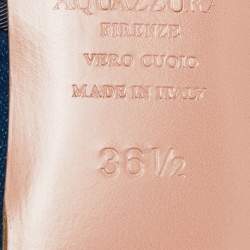 AQUAZZURA
FIRENZE
VERO CUOIO
MADE IN ITALY
36½